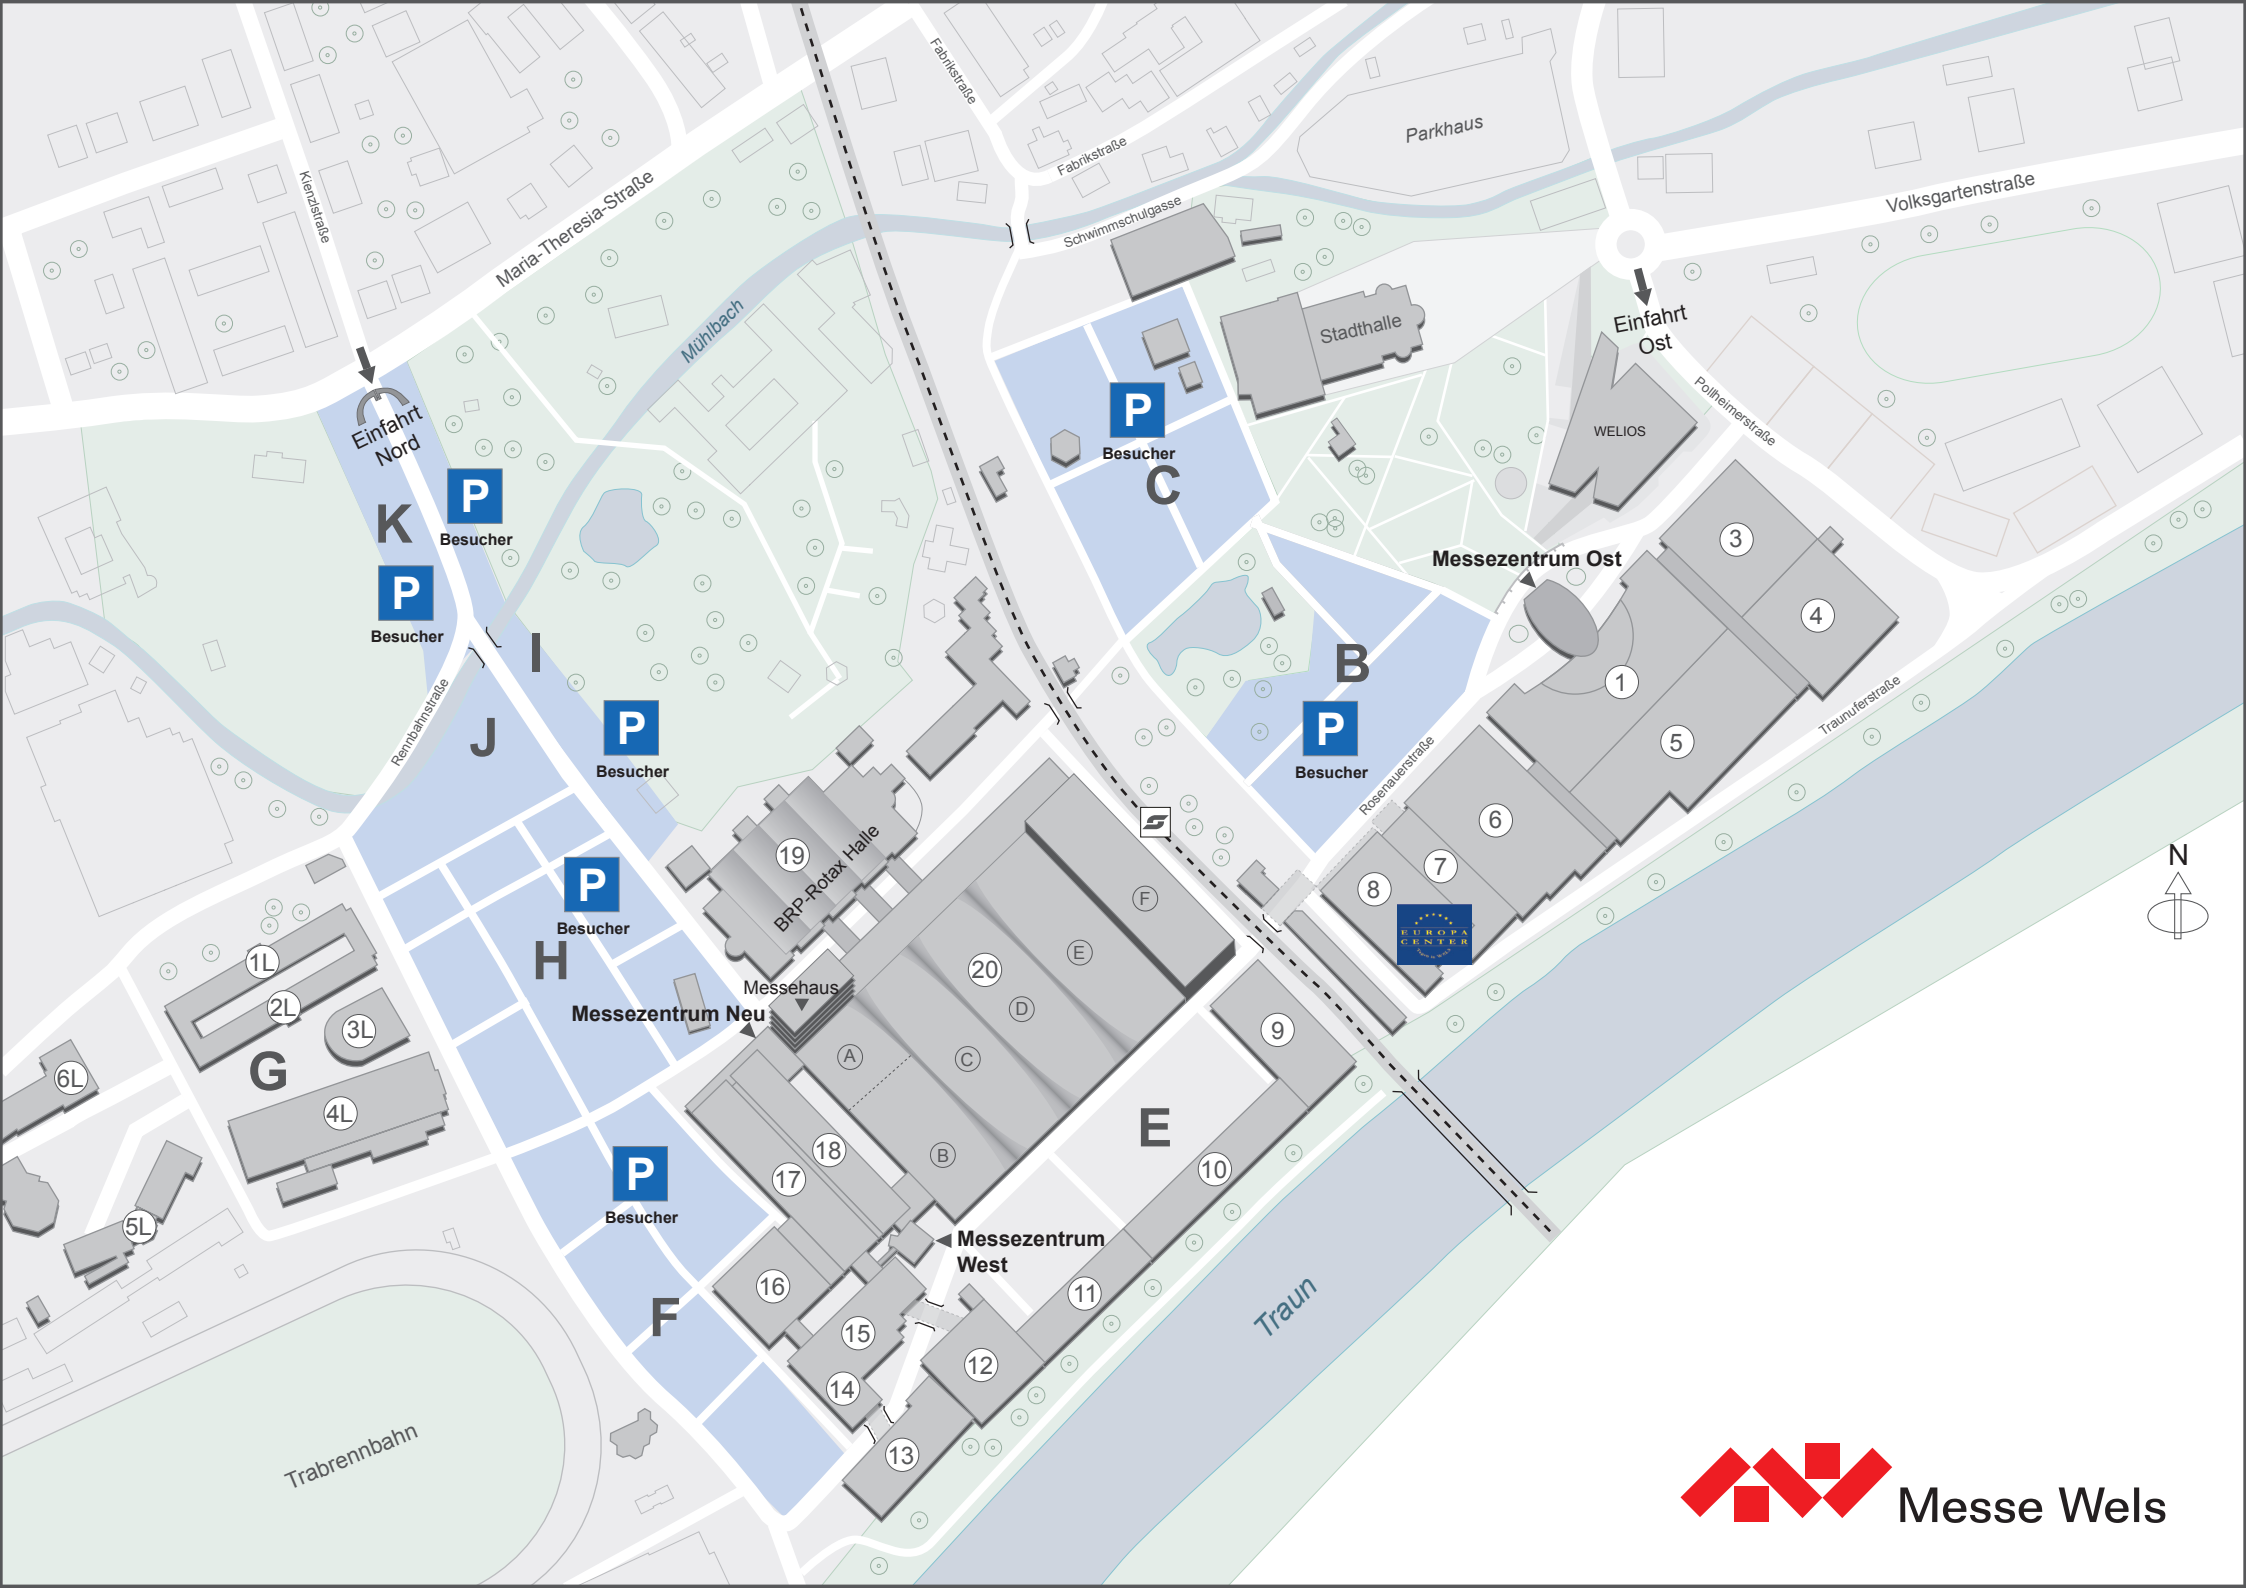 Fabrikstraße
Parkhaus
Fabrikstraße
Kienzlstraße
Maria-Theresia-Straße
Schwimmschulgasse
Volksgartenstraße
Mühlbach
Stadthalle
Einfahrt
Ost
Pollheimerstraße
WELIOS
Einfahrt
Nord
P
Besucher
C
P
Besucher
K
P
Besucher
Messezentrum Ost
3
4
I
B
1
Rennbahnstraße
J
P
Besucher
P
Besucher
5
Traunuferstraße
Rosenauerstraße
6
7
8
EUROPA
CENTER
N
19
BRP-Rotax Halle
P
Besucher
H
F
E
20
D
Messehaus
Messezentrum Neu
A
C
B
9
1L
2L
3L
G
4L
6L
5L
E
10
18
17
P
Besucher
Messezentrum
West
16
F
15
11
12
14
13
Traun
Trabrennbahn
Messe Wels